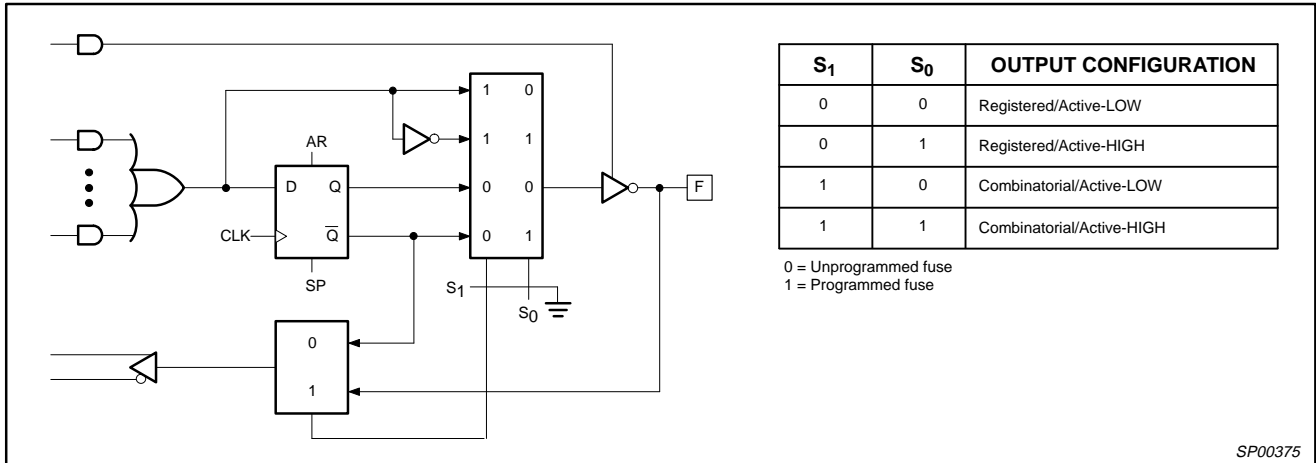 AR
D Q
CLK Q̅
SP
1 0
1 1
0 0
0 1
F
S1
S0
0
1
S1 S0 OUTPUT CONFIGURATION
0 0 Registered/Active-LOW
0 1 Registered/Active-HIGH
1 0 Combinatorial/Active-LOW
1 1 Combinatorial/Active-HIGH
0 = Unprogrammed fuse
1 = Programmed fuse
SP00375